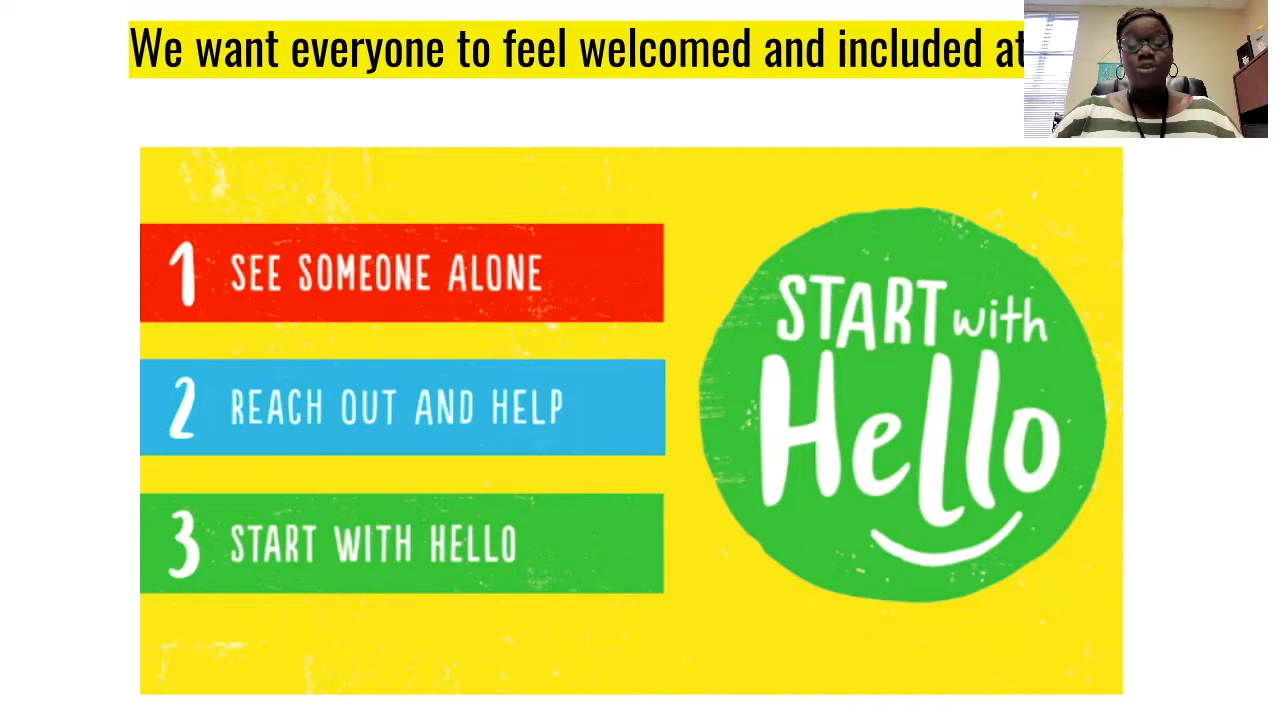 We want everyone to feel welcomed and included at
1 SEE SOMEONE ALONE
2 REACH OUT AND HELP
3 START WITH HELLO
START with
Hello